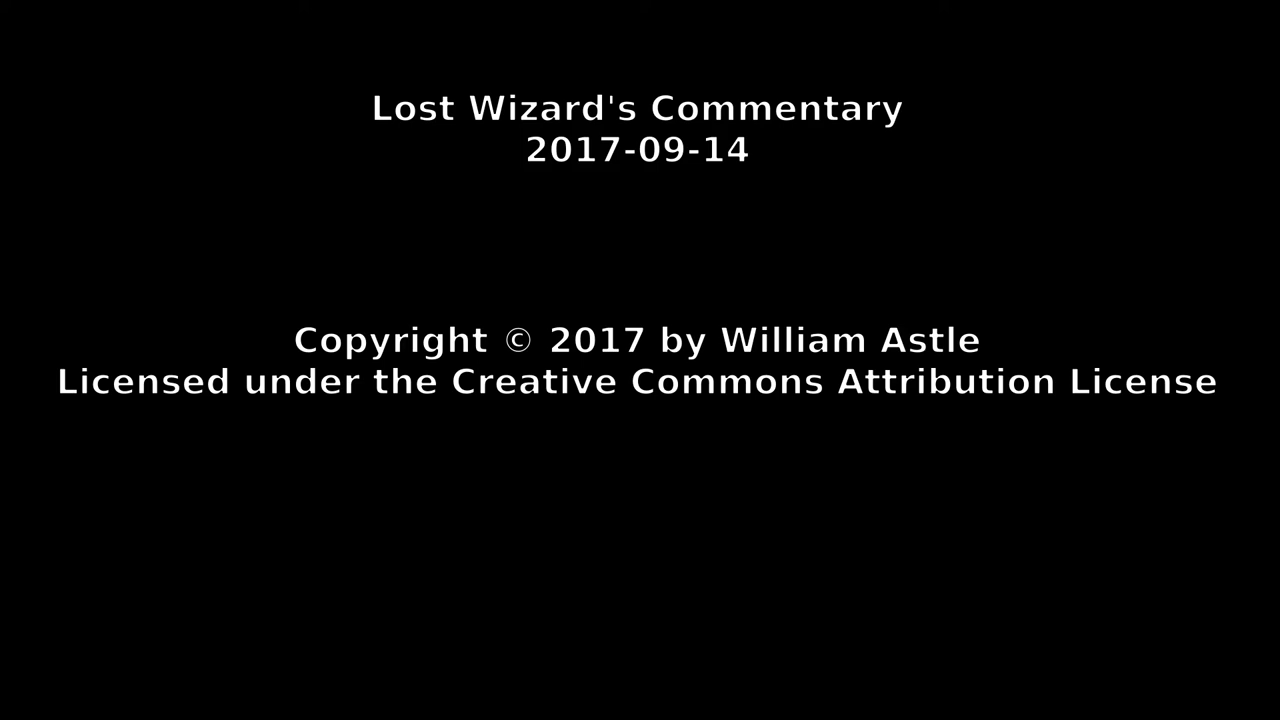 Lost Wizard's Commentary
2017-09-14
Copyright © 2017 by William Astle
Licensed under the Creative Commons Attribution License